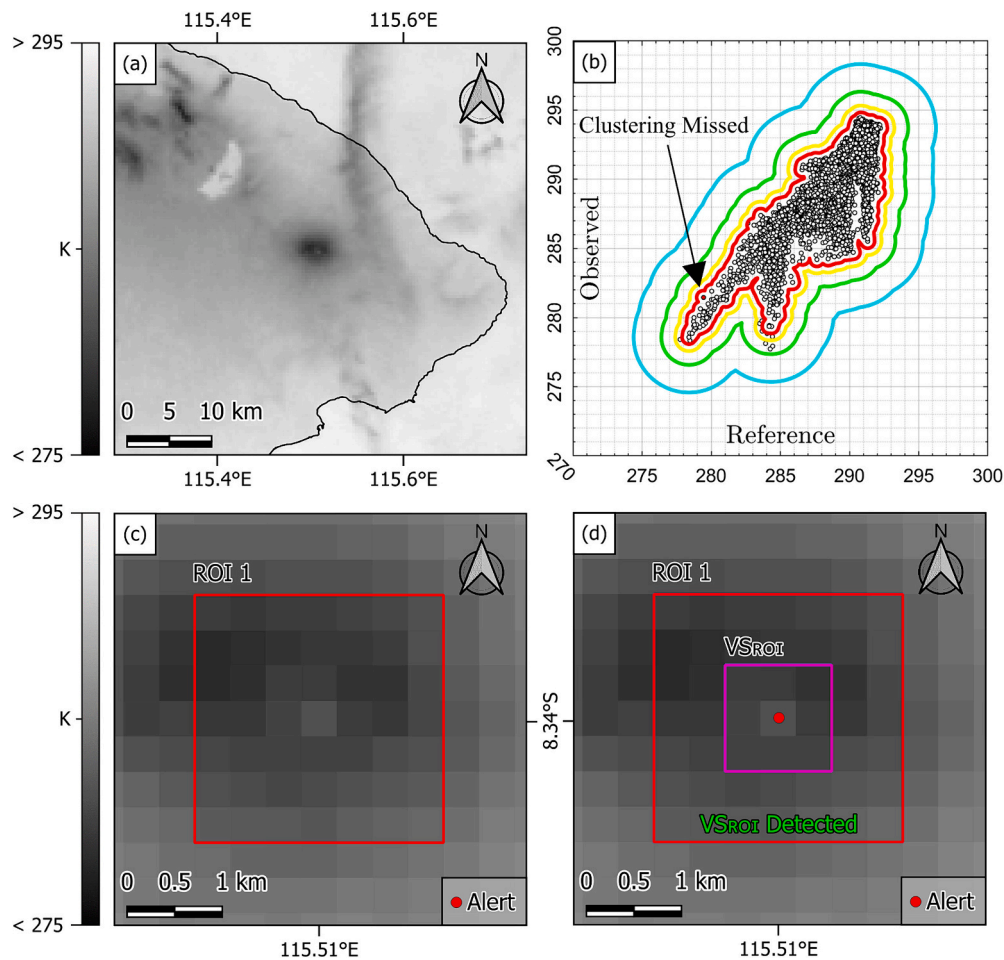 115.4°E 115.6°E
> 295
K
< 275
(a)
N
0 5 10 km
115.4°E 115.6°E
(b)
Clustering Missed
Observed
Reference
300
295
290
285
280
275
270
270 275 280 285 290 295 300
> 295
K
< 275
(c)
N
ROI 1
0 0.5 1 km
Alert
115.51°E
8.34°S
(d)
N
ROI 1
VSROI
VSROI Detected
0 0.5 1 km
Alert
115.51°E